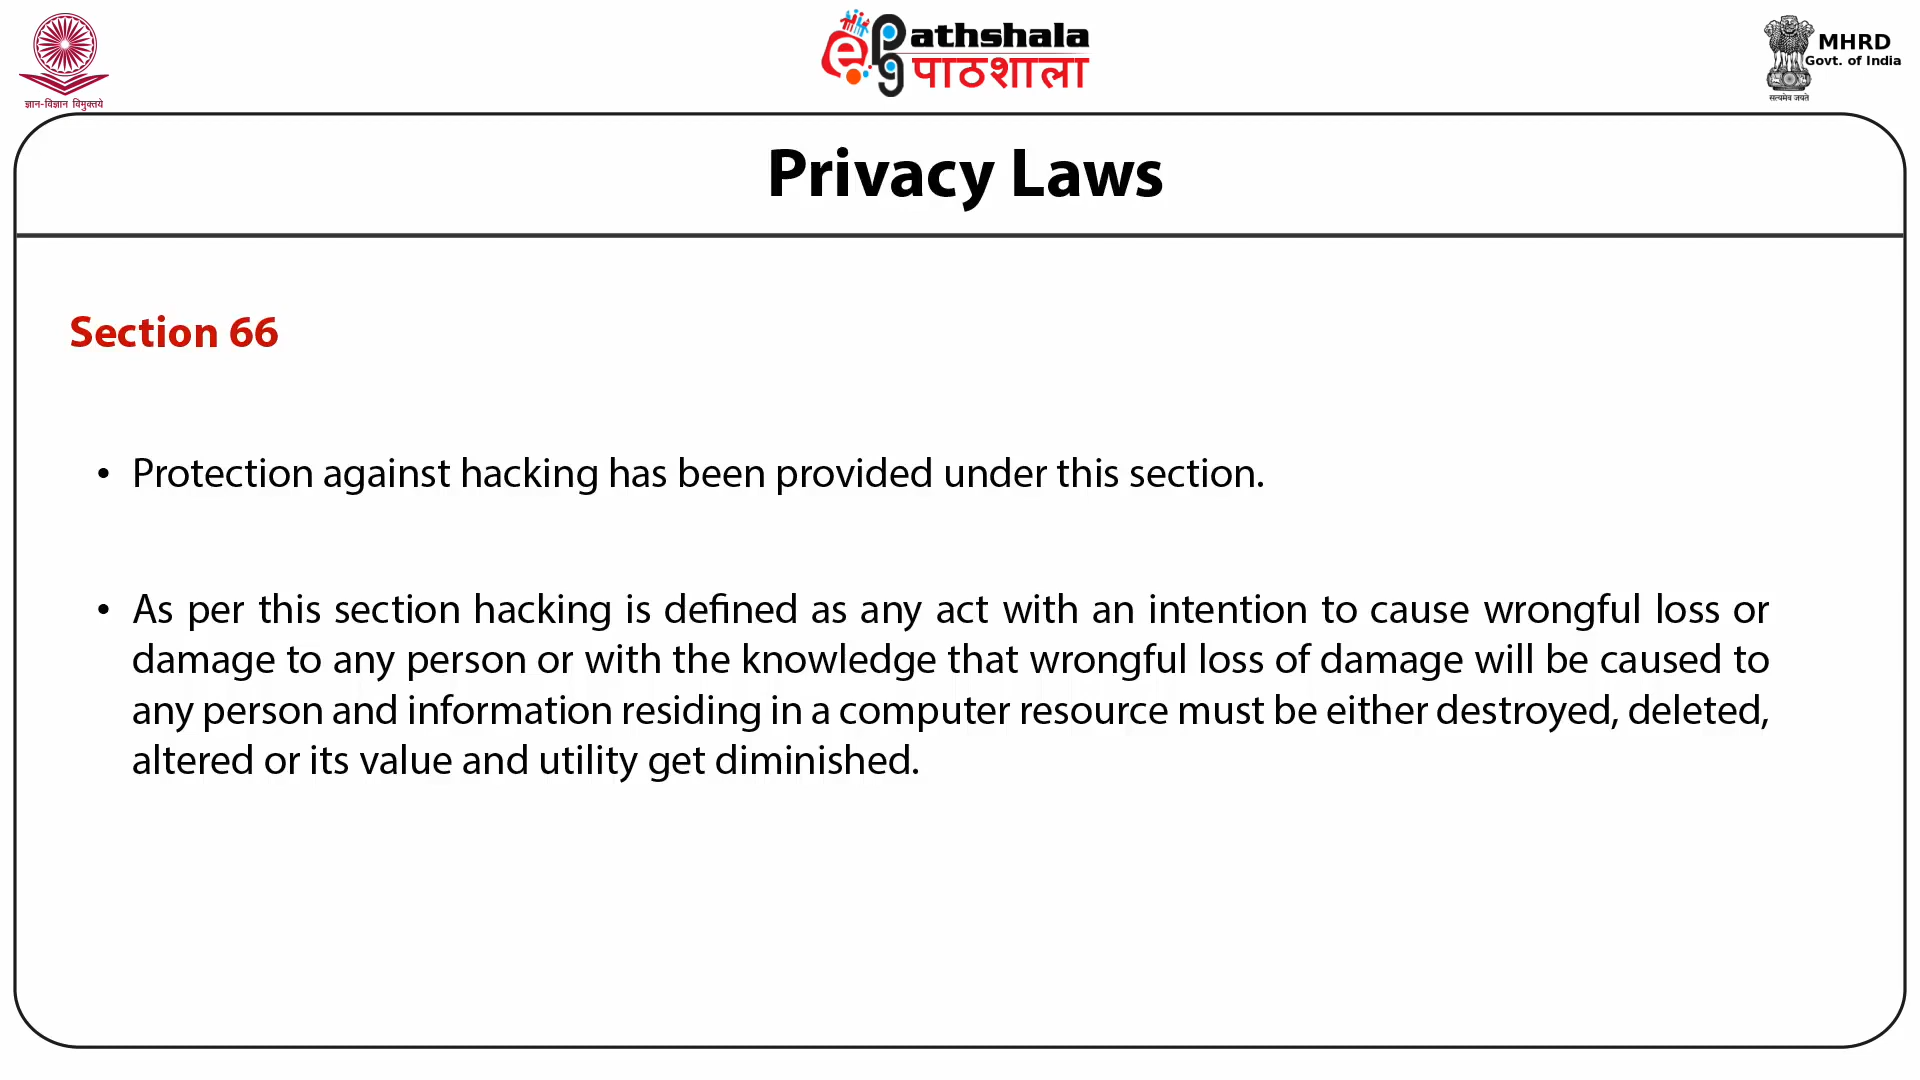 ज्ञान-विज्ञान विमुक्तये
ePg athshala
पाठशाला
MHRD
Govt. of India
सत्यमेव जयते
Privacy Laws
Section 66
• Protection against hacking has been provided under this section.
• As per this section hacking is defined as any act with an intention to cause wrongful loss or
damage to any person or with the knowledge that wrongful loss of damage will be caused to
any person and information residing in a computer resource must be either destroyed, deleted,
altered or its value and utility get diminished.